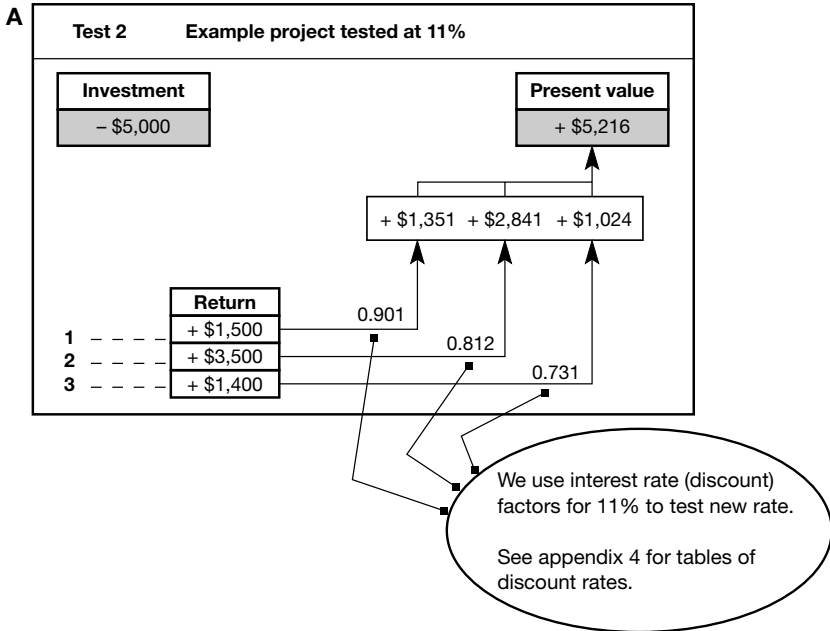 A
Test 2 Example project tested at 11%
Investment
– $5,000
Present value
+ $5,216
+ $1,351 + $2,841 + $1,024
Return
1 + $1,500
2 + $3,500
3 + $1,400
0.901
0.812
0.731
We use interest rate (discount)
factors for 11% to test new rate.
See appendix 4 for tables of
discount rates.